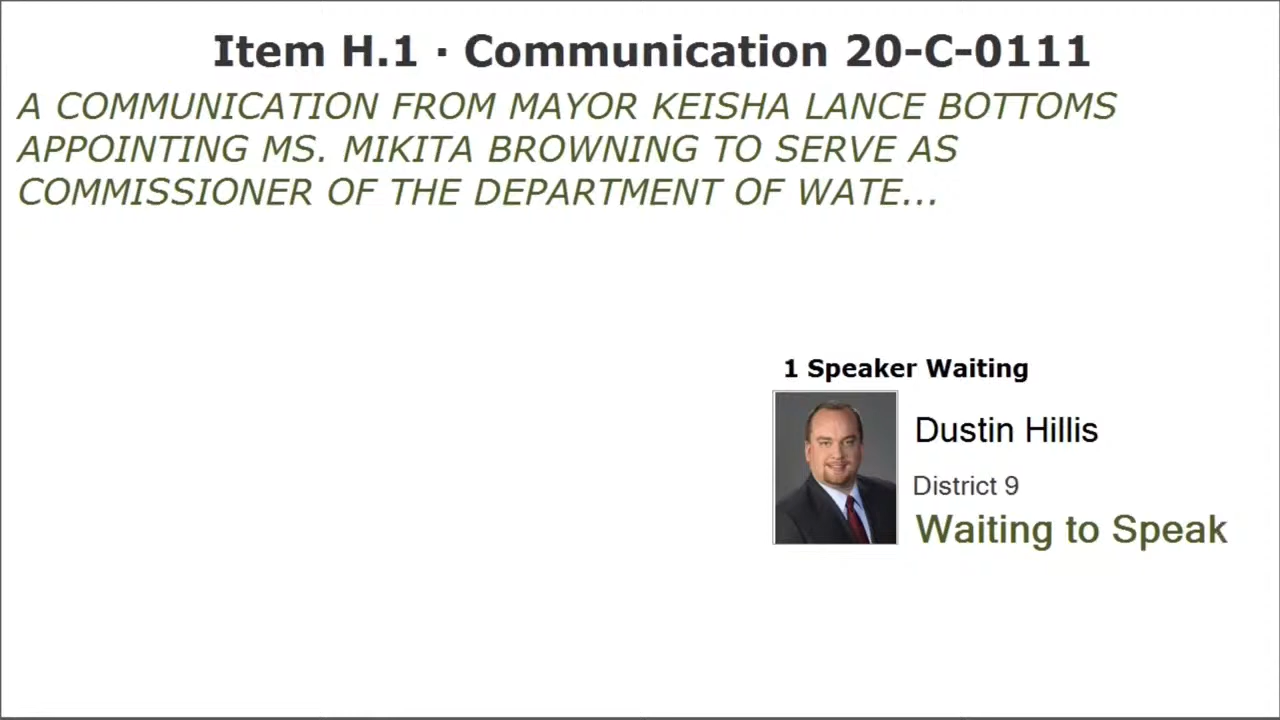 Item H.1 · Communication 20-C-0111
A COMMUNICATION FROM MAYOR KEISHA LANCE BOTTOMS
APPOINTING MS. MIKITA BROWNING TO SERVE AS
COMMISSIONER OF THE DEPARTMENT OF WATE...
1 Speaker Waiting
Dustin Hillis
District 9
Waiting to Speak